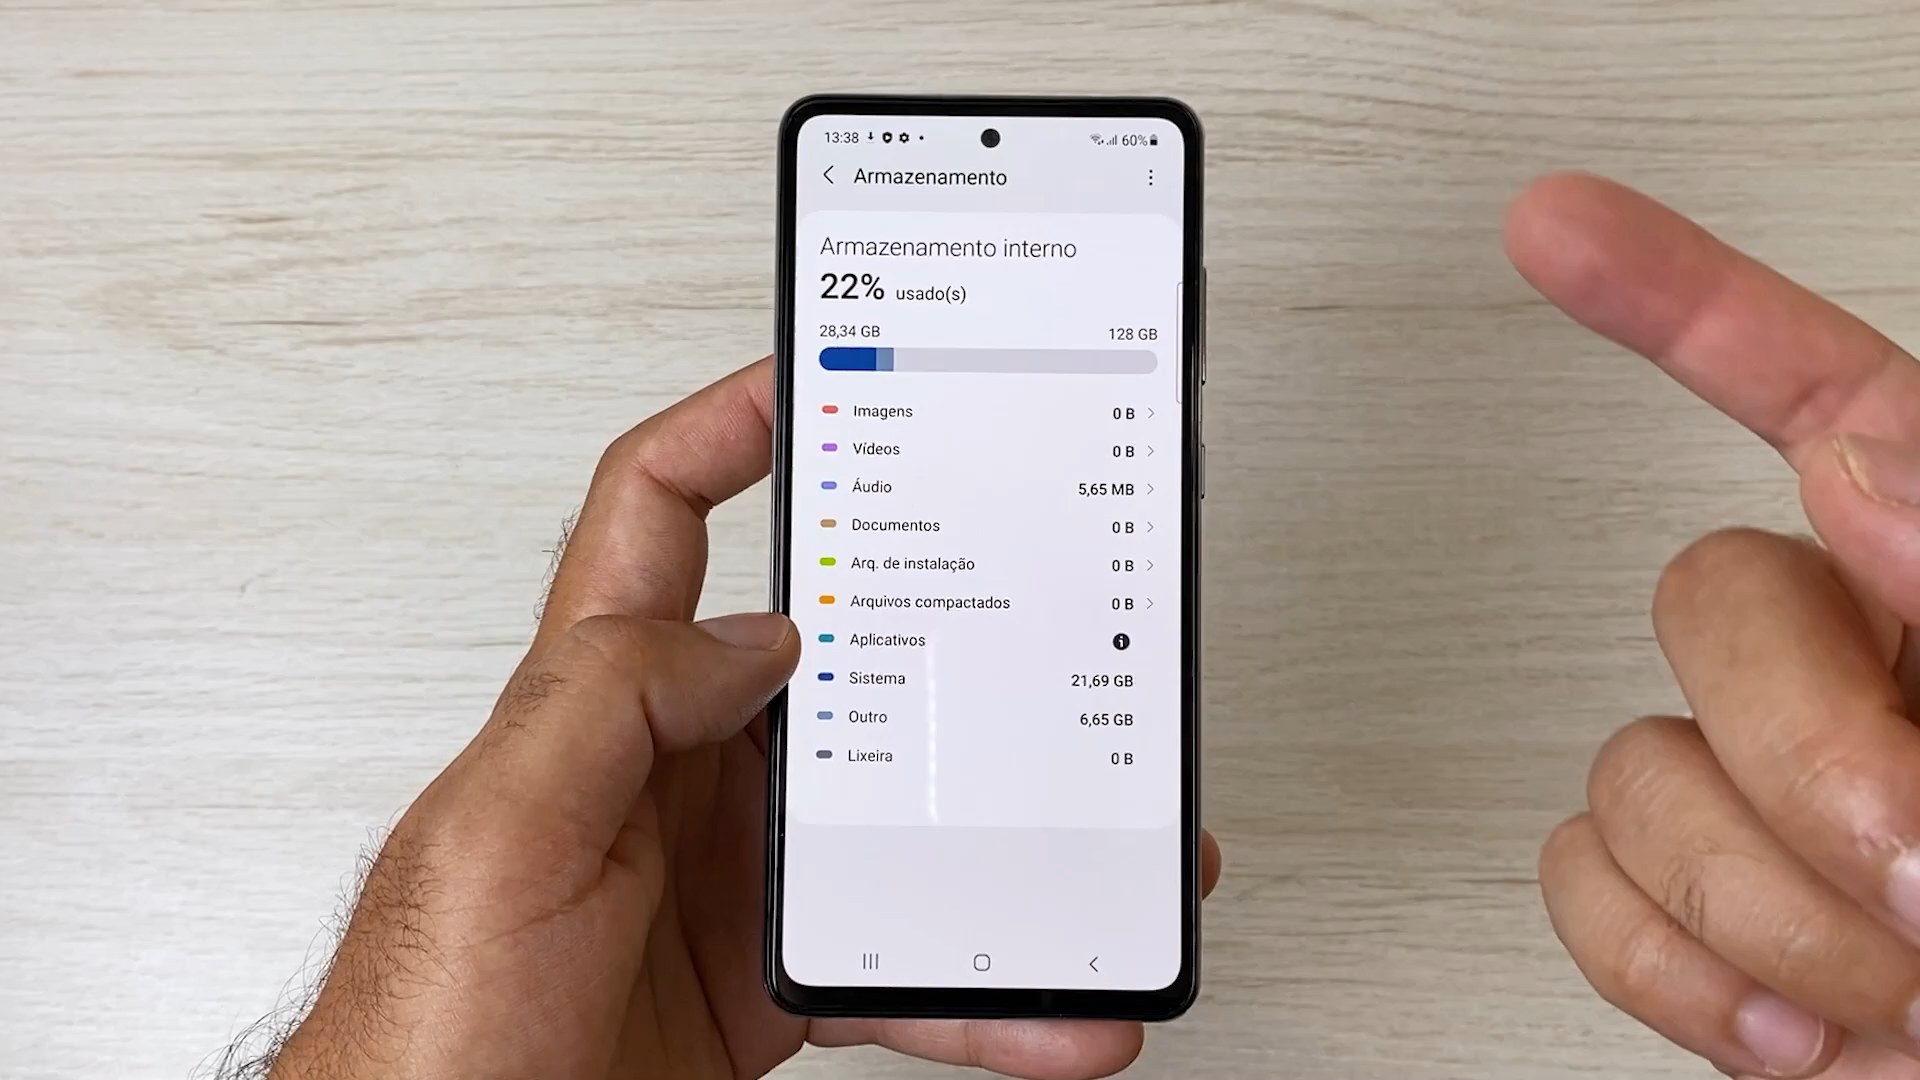 13:38 60%
Armazenamento
Armazenamento interno
22% usado(s)
28,34 GB 128 GB
Imagens 0 B
Vídeos 0 B
Áudio 5,65 MB
Documentos 0 B
Arq. de instalação 0 B
Arquivos compactados 0 B
Aplicativos
Sistema 21,69 GB
Outro 6,65 GB
Lixeira 0 B